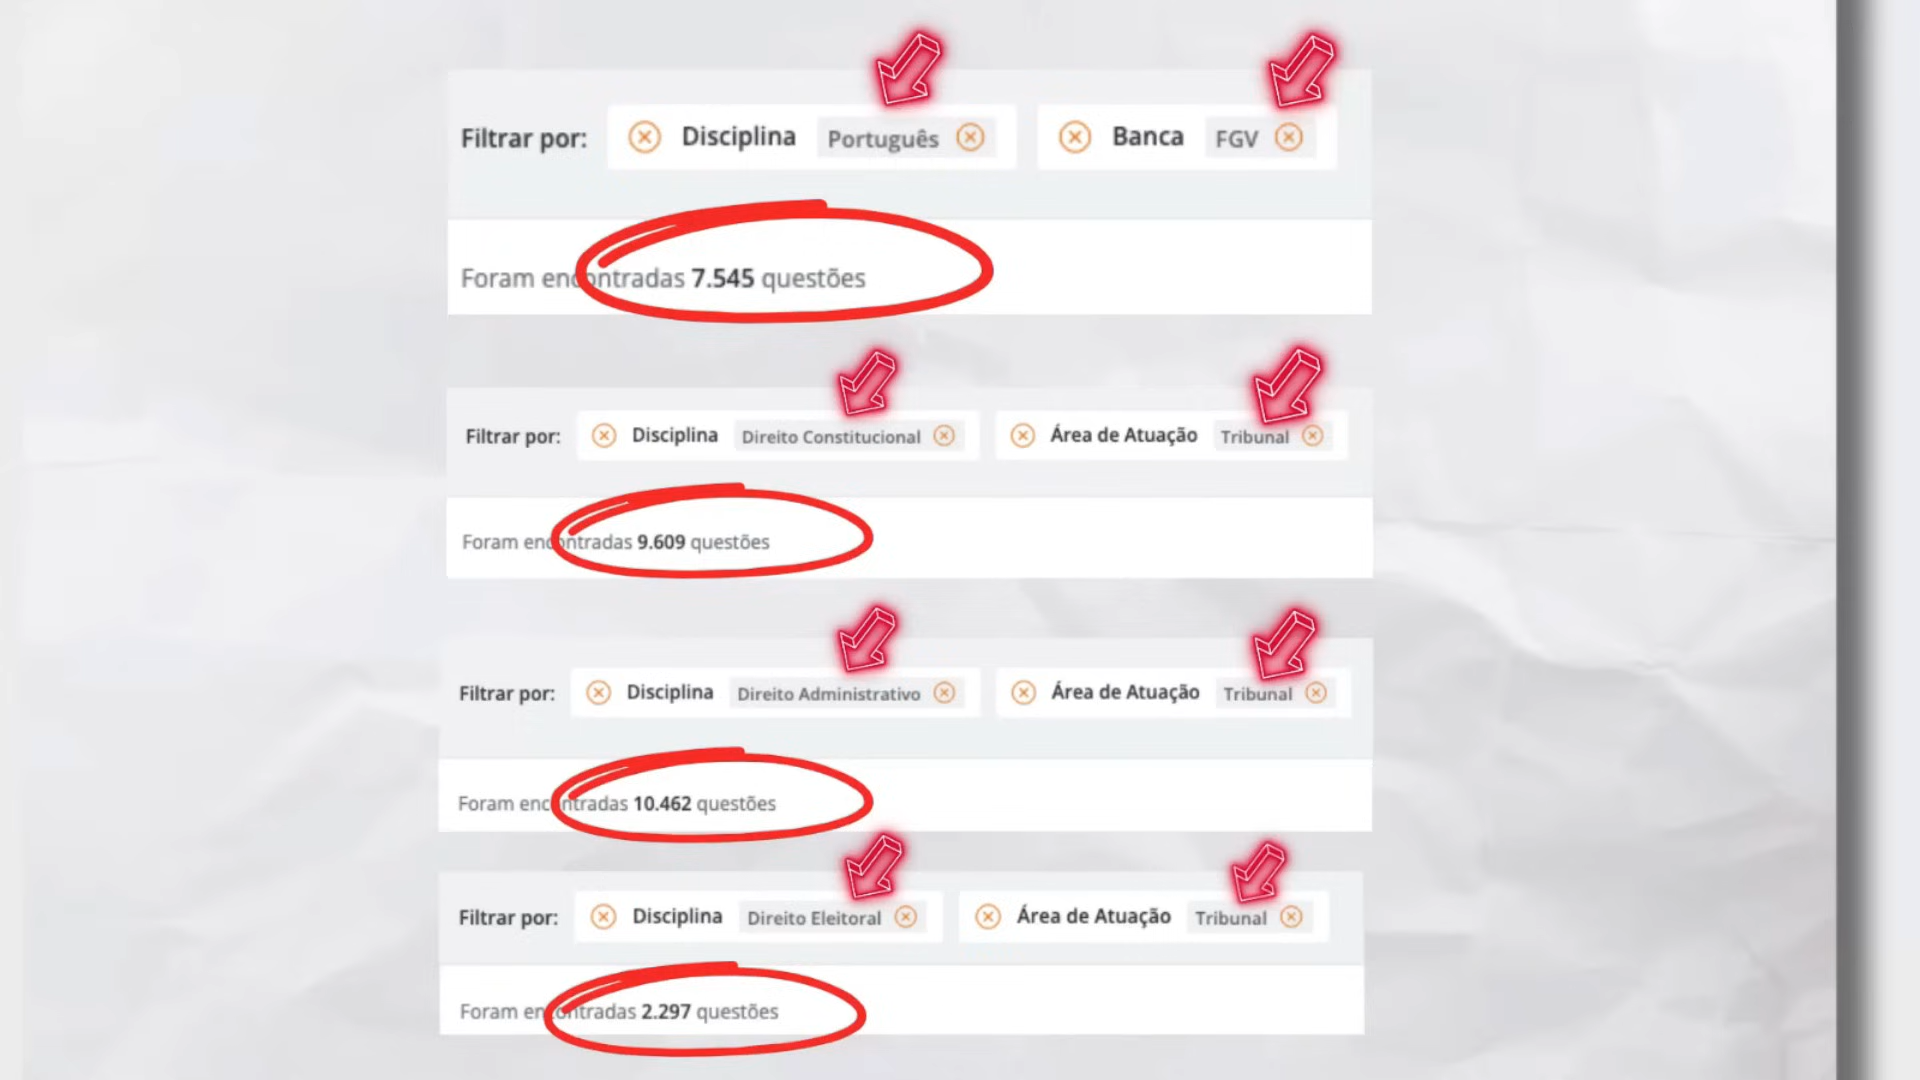 Filtrar por: Disciplina Português Banca FGV
Foram encontradas 7.545 questões
Filtrar por: Disciplina Direito Constitucional Área de Atuação Tribunal
Foram encontradas 9.609 questões
Filtrar por: Disciplina Direito Administrativo Área de Atuação Tribunal
Foram encontradas 10.462 questões
Filtrar por: Disciplina Direito Eleitoral Área de Atuação Tribunal
Foram encontradas 2.297 questões